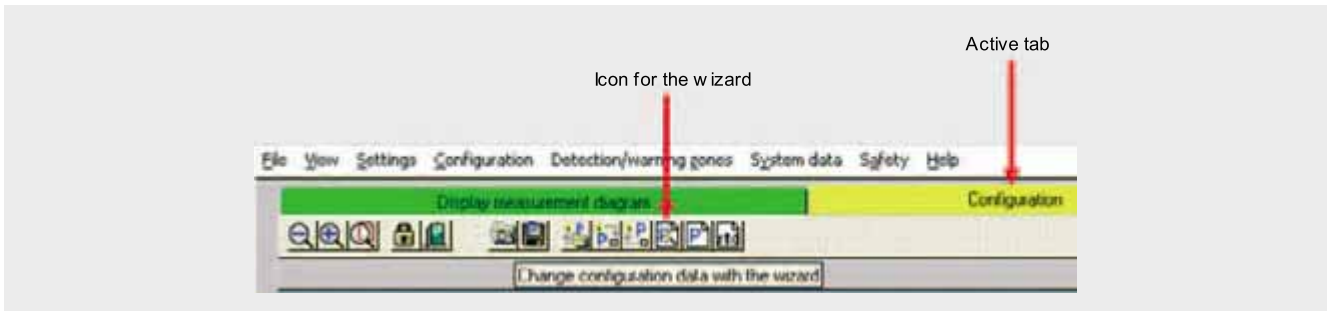 Active tab
Icon for the wizard
File View Settings Configuration Detection/warning zones System data Safety Help
Display measurement diagram Configuration
Change configuration data with the wizard